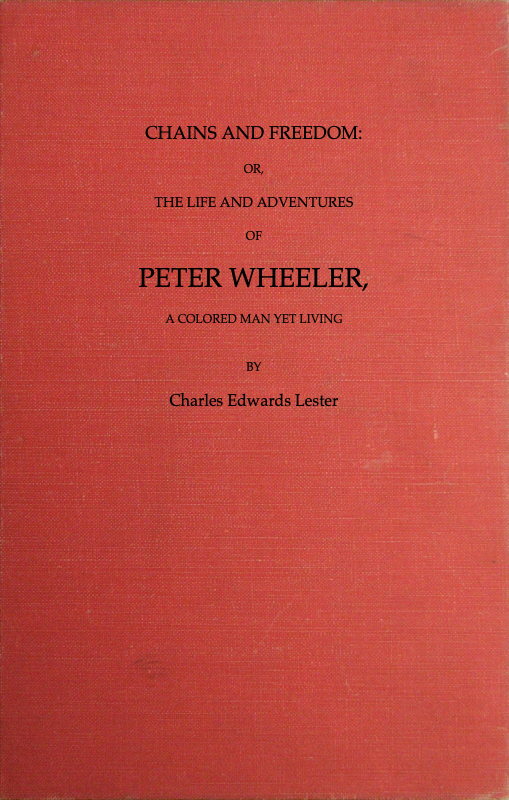 CHAINS AND FREEDOM:
OR,
THE LIFE AND ADVENTURES
OF
PETER WHEELER,
A COLORED MAN YET LIVING
BY
Charles Edwards Lester